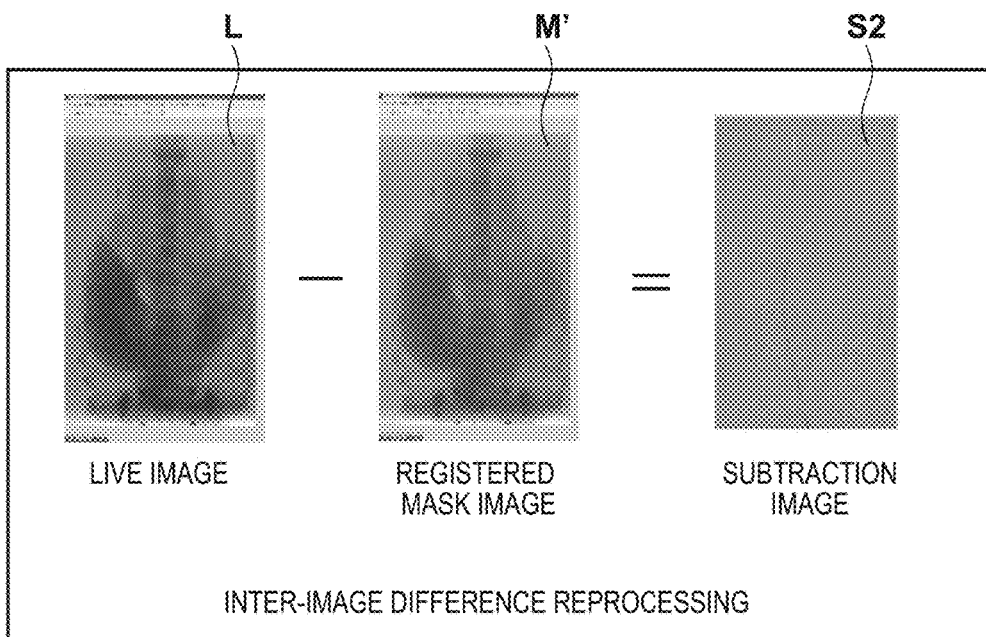 L M' S2
LIVE IMAGE
REGISTERED
MASK IMAGE
SUBTRACTION
IMAGE
INTER-IMAGE DIFFERENCE REPROCESSING